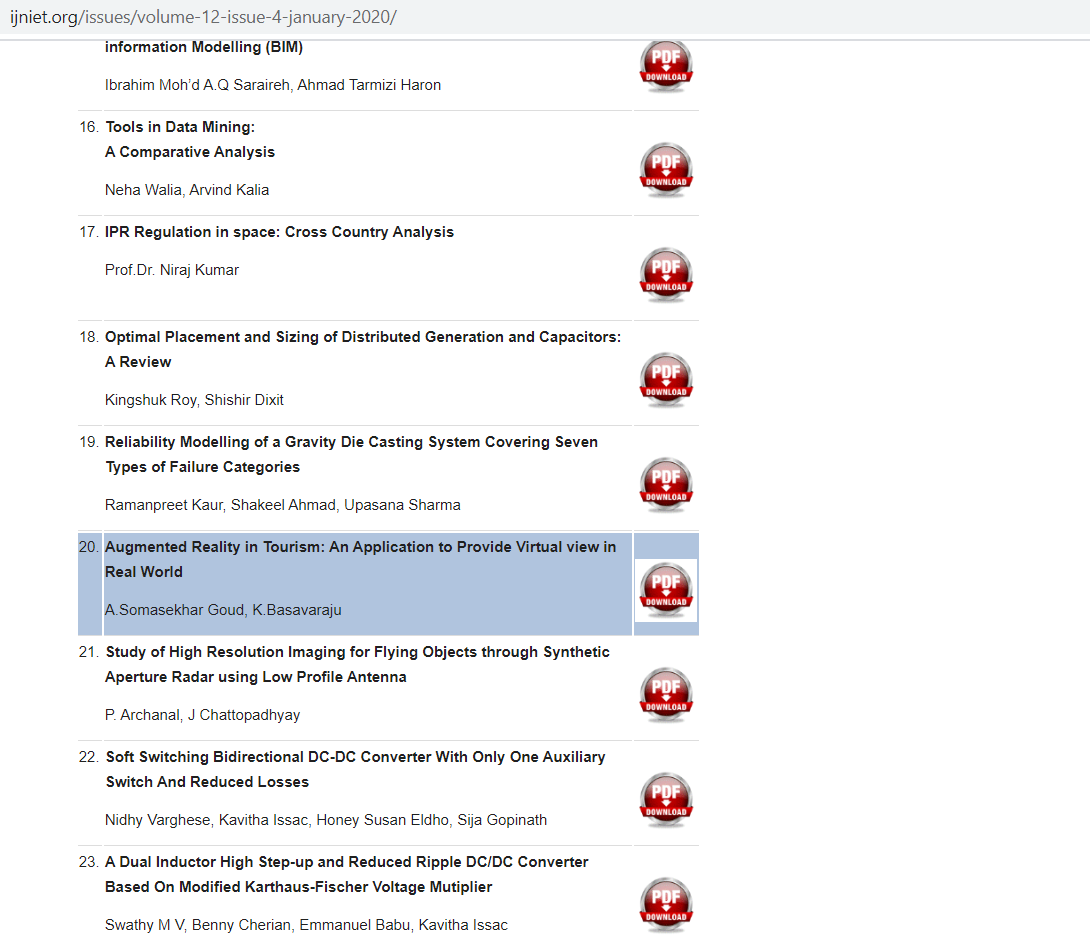 ijniet.org/issues/volume-12-issue-4-january-2020/
information Modelling (BIM)
Ibrahim Moh’d A.Q Saraireh, Ahmad Tarmizi Haron
PDF
DOWNLOAD
16. Tools in Data Mining:
A Comparative Analysis
Neha Walia, Arvind Kalia
PDF
DOWNLOAD
17. IPR Regulation in space: Cross Country Analysis
Prof.Dr. Niraj Kumar
PDF
DOWNLOAD
18. Optimal Placement and Sizing of Distributed Generation and Capacitors:
A Review
Kingshuk Roy, Shishir Dixit
PDF
DOWNLOAD
19. Reliability Modelling of a Gravity Die Casting System Covering Seven
Types of Failure Categories
Ramanpreet Kaur, Shakeel Ahmad, Upasana Sharma
PDF
DOWNLOAD
20. Augmented Reality in Tourism: An Application to Provide Virtual view in
Real World
A.Somasekhar Goud, K.Basavaraju
PDF
DOWNLOAD
21. Study of High Resolution Imaging for Flying Objects through Synthetic
Aperture Radar using Low Profile Antenna
P. Archanal, J Chattopadhyay
PDF
DOWNLOAD
22. Soft Switching Bidirectional DC-DC Converter With Only One Auxiliary
Switch And Reduced Losses
Nidhy Varghese, Kavitha Issac, Honey Susan Eldho, Sija Gopinath
PDF
DOWNLOAD
23. A Dual Inductor High Step-up and Reduced Ripple DC/DC Converter
Based On Modified Karthaus-Fischer Voltage Mutiplier
Swathy M V, Benny Cherian, Emmanuel Babu, Kavitha Issac
PDF
DOWNLOAD